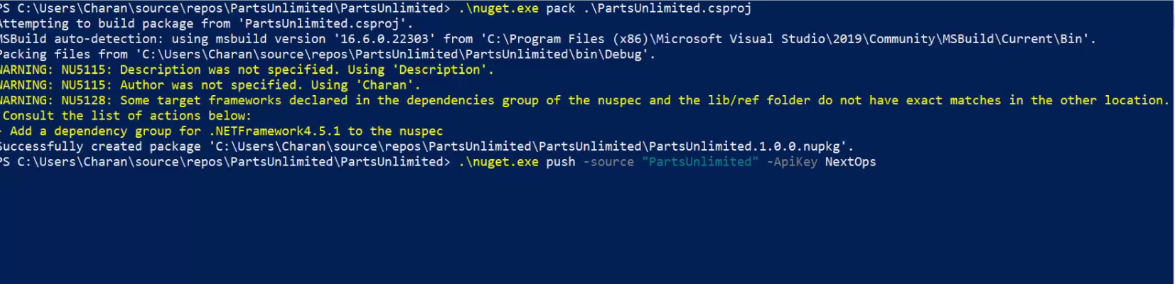 PS C:\Users\Charan\source\repos\PartsUnlimited\PartsUnlimited> .\nuget.exe pack .\PartsUnlimited.csproj
Attempting to build package from 'PartsUnlimited.csproj'.
MSBuild auto-detection: using msbuild version '16.6.0.22303' from 'C:\Program Files (x86)\Microsoft Visual Studio\2019\Community\MSBuild\Current\Bin'.
Packing files from 'C:\Users\Charan\source\repos\PartsUnlimited\PartsUnlimited\bin\Debug'.
WARNING: NU5115: Description was not specified. Using 'Description'.
WARNING: NU5115: Author was not specified. Using 'Charan'.
WARNING: NU5128: Some target frameworks declared in the dependencies group of the nuspec and the lib/ref folder do not have exact matches in the other location.
Consult the list of actions below:
- Add a dependency group for .NETFramework4.5.1 to the nuspec
Successfully created package 'C:\Users\Charan\source\repos\PartsUnlimited\PartsUnlimited\PartsUnlimited.1.0.0.nupkg'.
PS C:\Users\Charan\source\repos\PartsUnlimited\PartsUnlimited> .\nuget.exe push -source "PartsUnlimited" -ApiKey NextOps